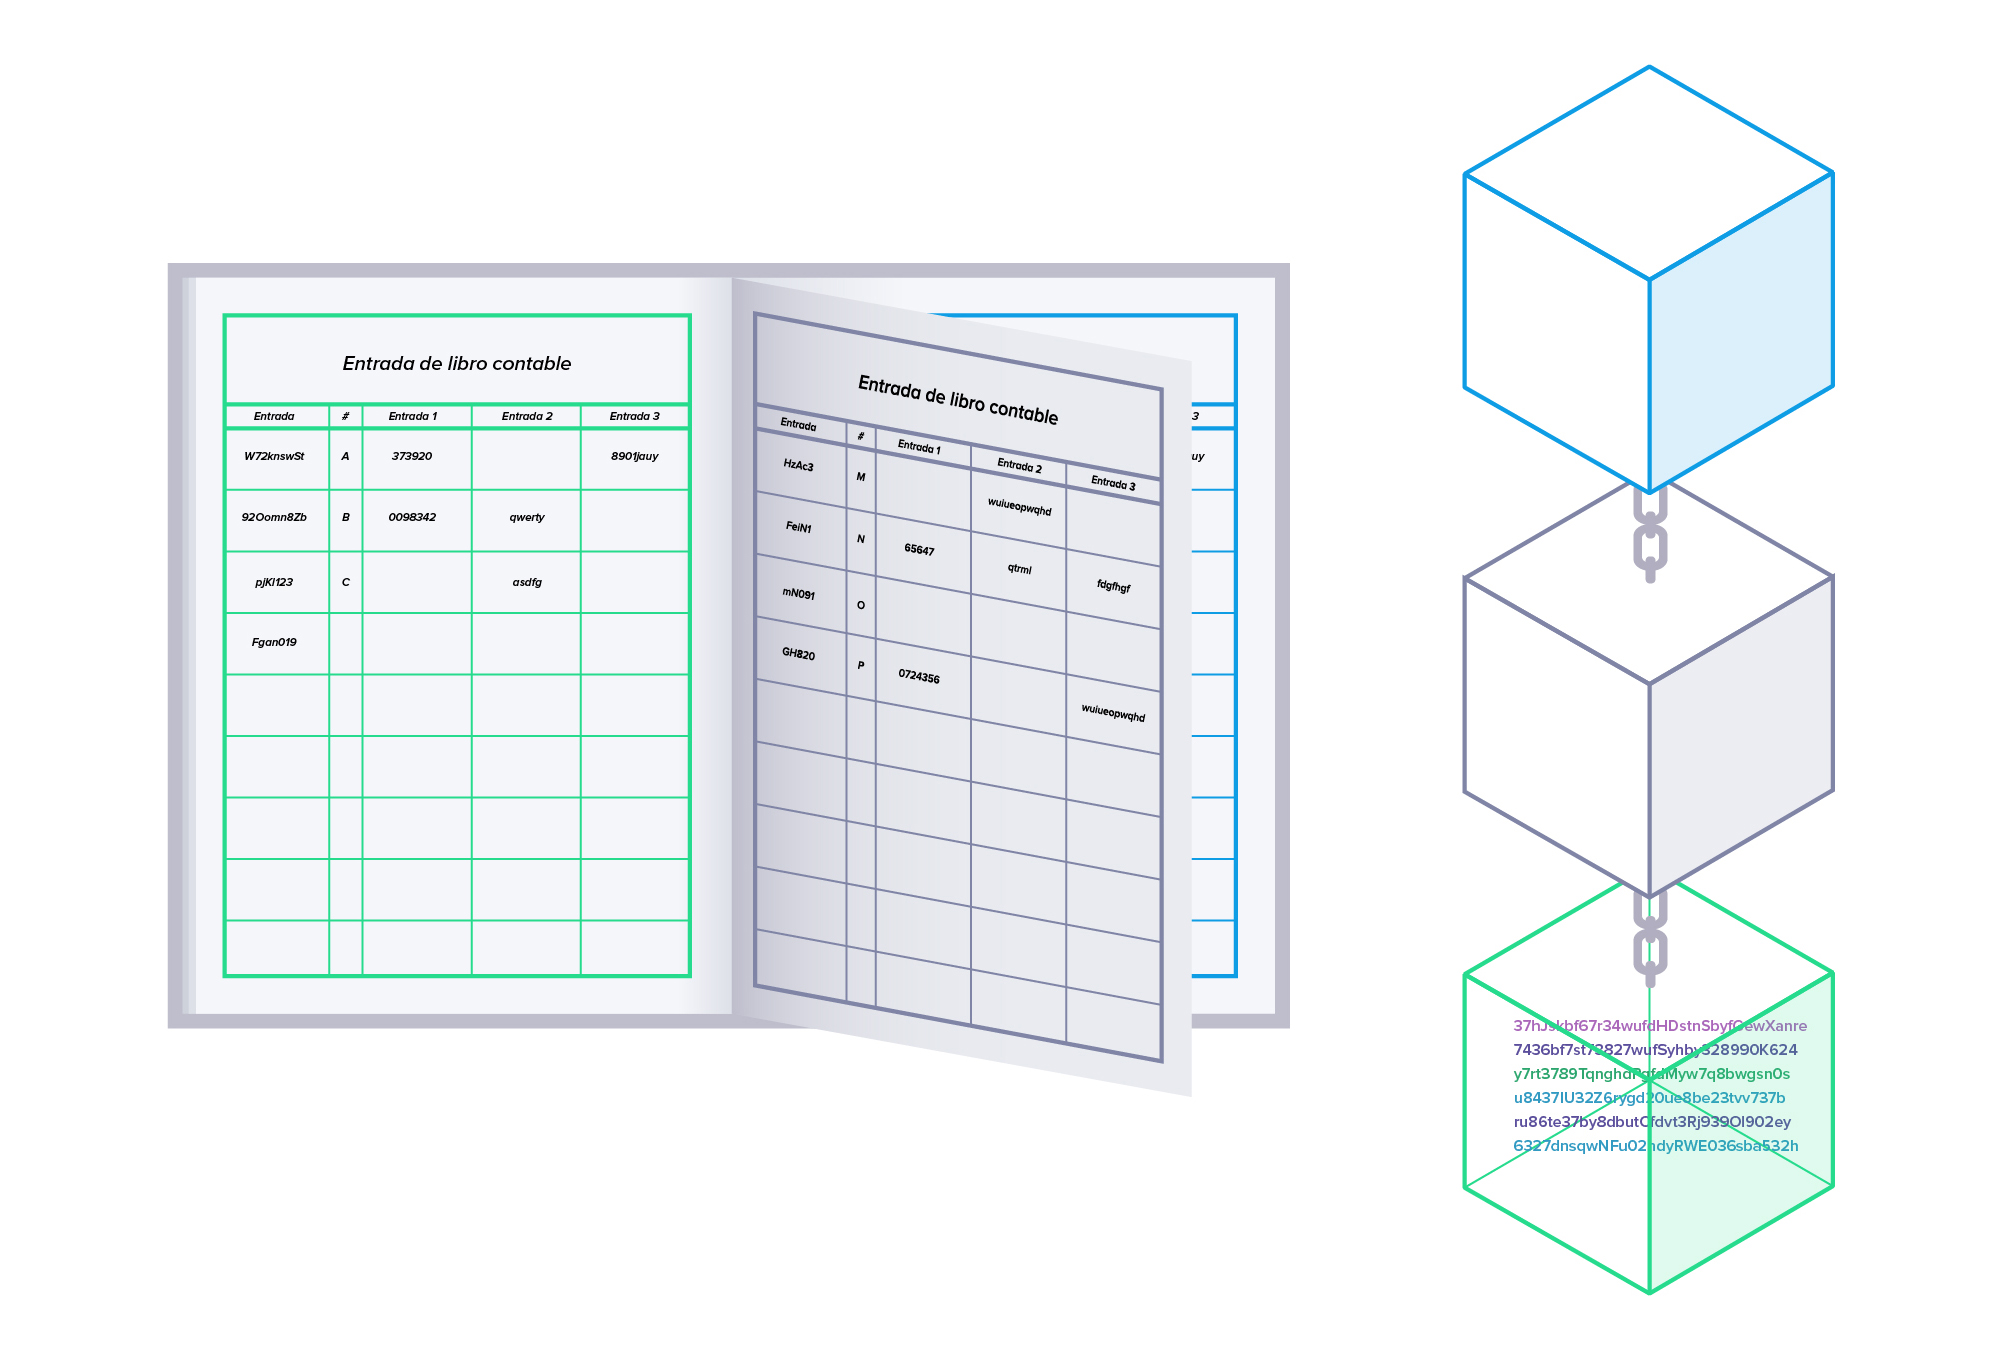 Entrada de libro contable
Entrada # Entrada 1 Entrada 2 Entrada 3
W72knswSt A 373920 8901jauy
92Oomn8Zb B 0098342 qwerty
pjKl123 C asdfg
Fgan019
Entrada de libro contable
Entrada # Entrada 1 Entrada 2 Entrada 3
HzAc3 M wuiueopwqhd
FeiN1 N 65647 qtrml fdgfhgf
mN091 O
GH820 P 0724356 wuiueopwqhd
3
uy
37hJskbf67r34wufdHDstnSbyfGewXanre
7436bf7st73827wufSyhby328990K624
y7rt3789TqnghdPgfdMyw7q8bwgsn0s
u8437IU32Z6rygd20ue8be23tvv737b
ru86te37by8dbutCfdvt3Rj939Ol902ey
6327dnsqwNFu02hdyRWE036sba532h